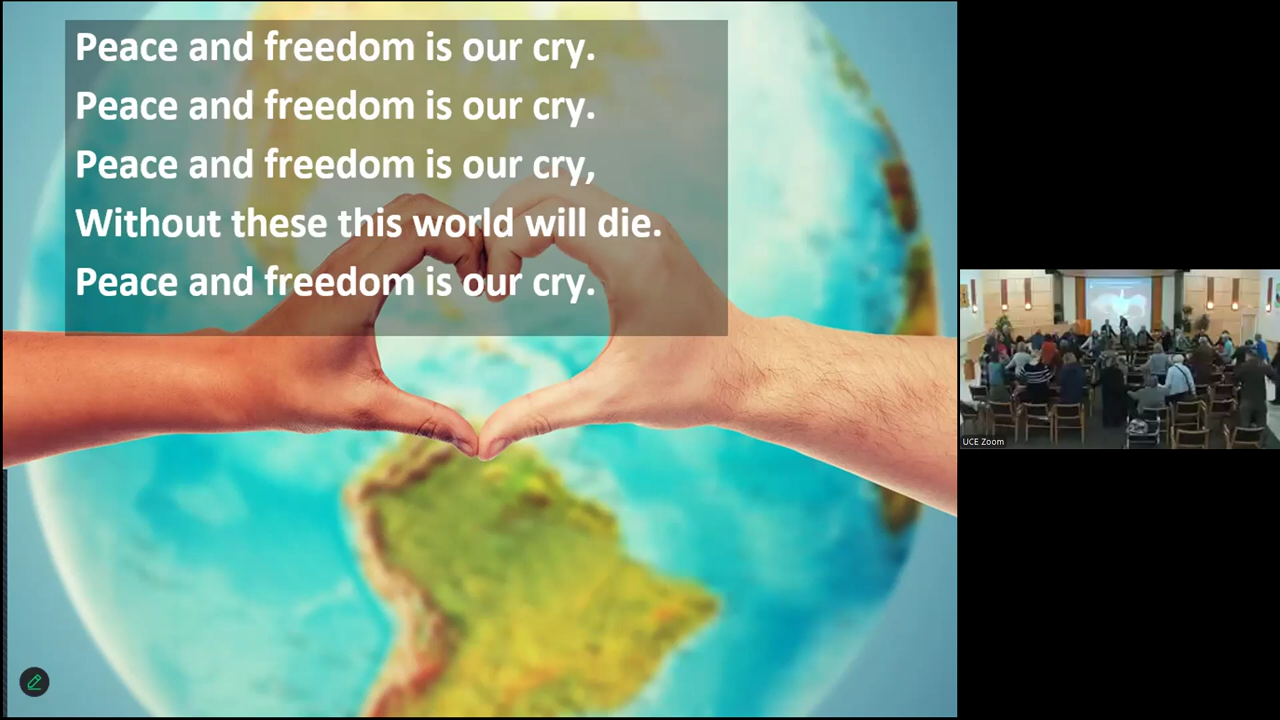 Peace and freedom is our cry.
Peace and freedom is our cry.
Peace and freedom is our cry,
Without these this world will die.
Peace and freedom is our cry.
UCE Zoom